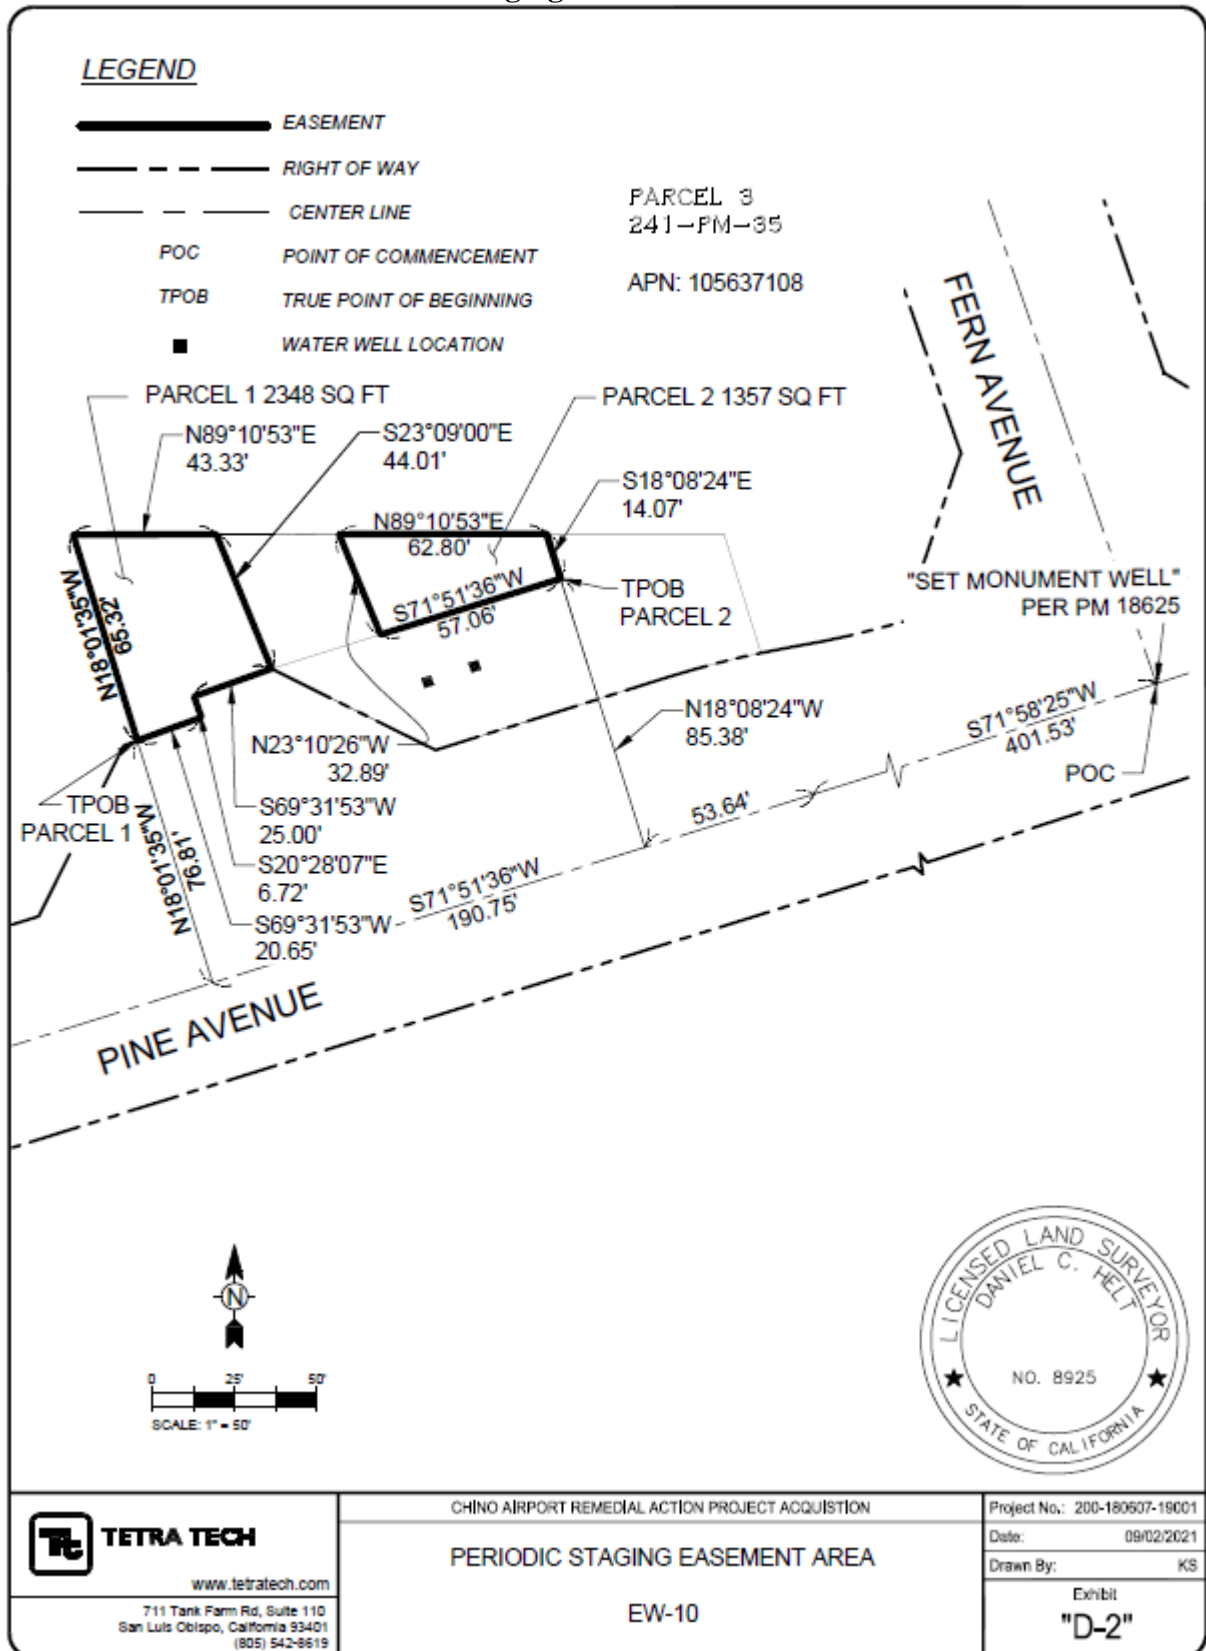 LEGEND
EASEMENT
RIGHT OF WAY
CENTER LINE
POC POINT OF COMMENCEMENT
TPOB TRUE POINT OF BEGINNING
WATER WELL LOCATION
PARCEL 3
241-PM-35
APN: 105637108
FERN AVENUE
PARCEL 1 2348 SQ FT
PARCEL 2 1357 SQ FT
N89°10'53"E
43.33'
S23°09'00"E
44.01'
S18°08'24"E
14.07'
N89°10'53"E
62.80'
S71°51'36"W
57.06'
TPOB
PARCEL 2
"SET MONUMENT WELL"
PER PM 18625
N18°01'35"W
65.32'
N18°08'24"W
85.38'
S71°58'25"W
401.53'
POC
N23°10'26"W
32.89'
TPOB
PARCEL 1
S69°31'53"W
25.00'
53.64'
N18°01'35"W
76.81'
S20°28'07"E
6.72'
S71°51'36"W
190.75'
S69°31'53"W
20.65'
PINE AVENUE
N
0 25' 50'
SCALE: 1" = 50'
LICENSED LAND SURVEYOR
DANIEL C. HELT
NO. 8925
STATE OF CALIFORNIA
TETRA TECH
www.tetratech.com
711 Tank Farm Rd, Suite 110
San Luis Obispo, California 93401
(805) 542-8619
CHINO AIRPORT REMEDIAL ACTION PROJECT ACQUISTION
PERIODIC STAGING EASEMENT AREA
EW-10
Project No.: 200-180607-19001
Date: 09/02/2021
Drawn By: KS
Exhibit
"D-2"